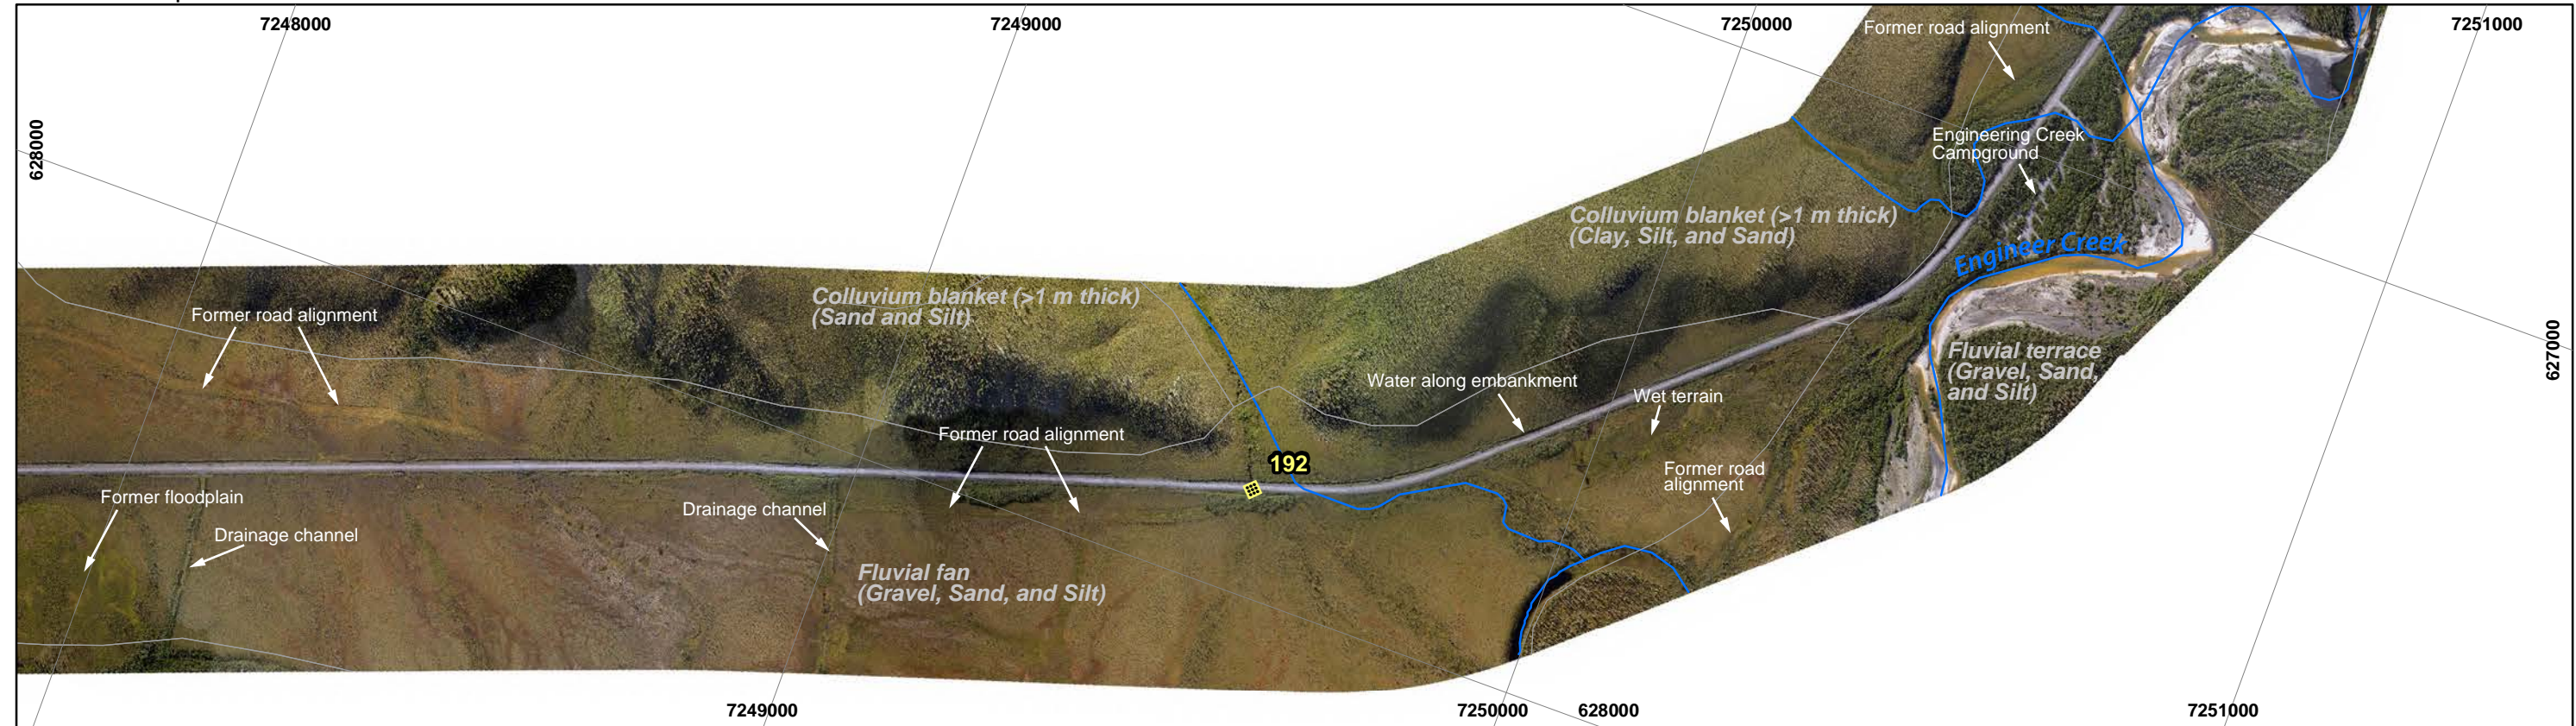 7248000
7249000
7250000
7251000
Former road alignment
628000
Engineering Creek
Campground
Colluvium blanket (>1 m thick)
(Clay, Silt, and Sand)
Engineer Creek
Colluvium blanket (>1 m thick)
(Sand and Silt)
Former road alignment
627000
Fluvial terrace
(Gravel, Sand,
and Silt)
Water along embankment
Wet terrain
Former road alignment
192
Former road
alignment
Former floodplain
Drainage channel
Drainage channel
Fluvial fan
(Gravel, Sand, and Silt)
7249000
7250000
628000
7251000